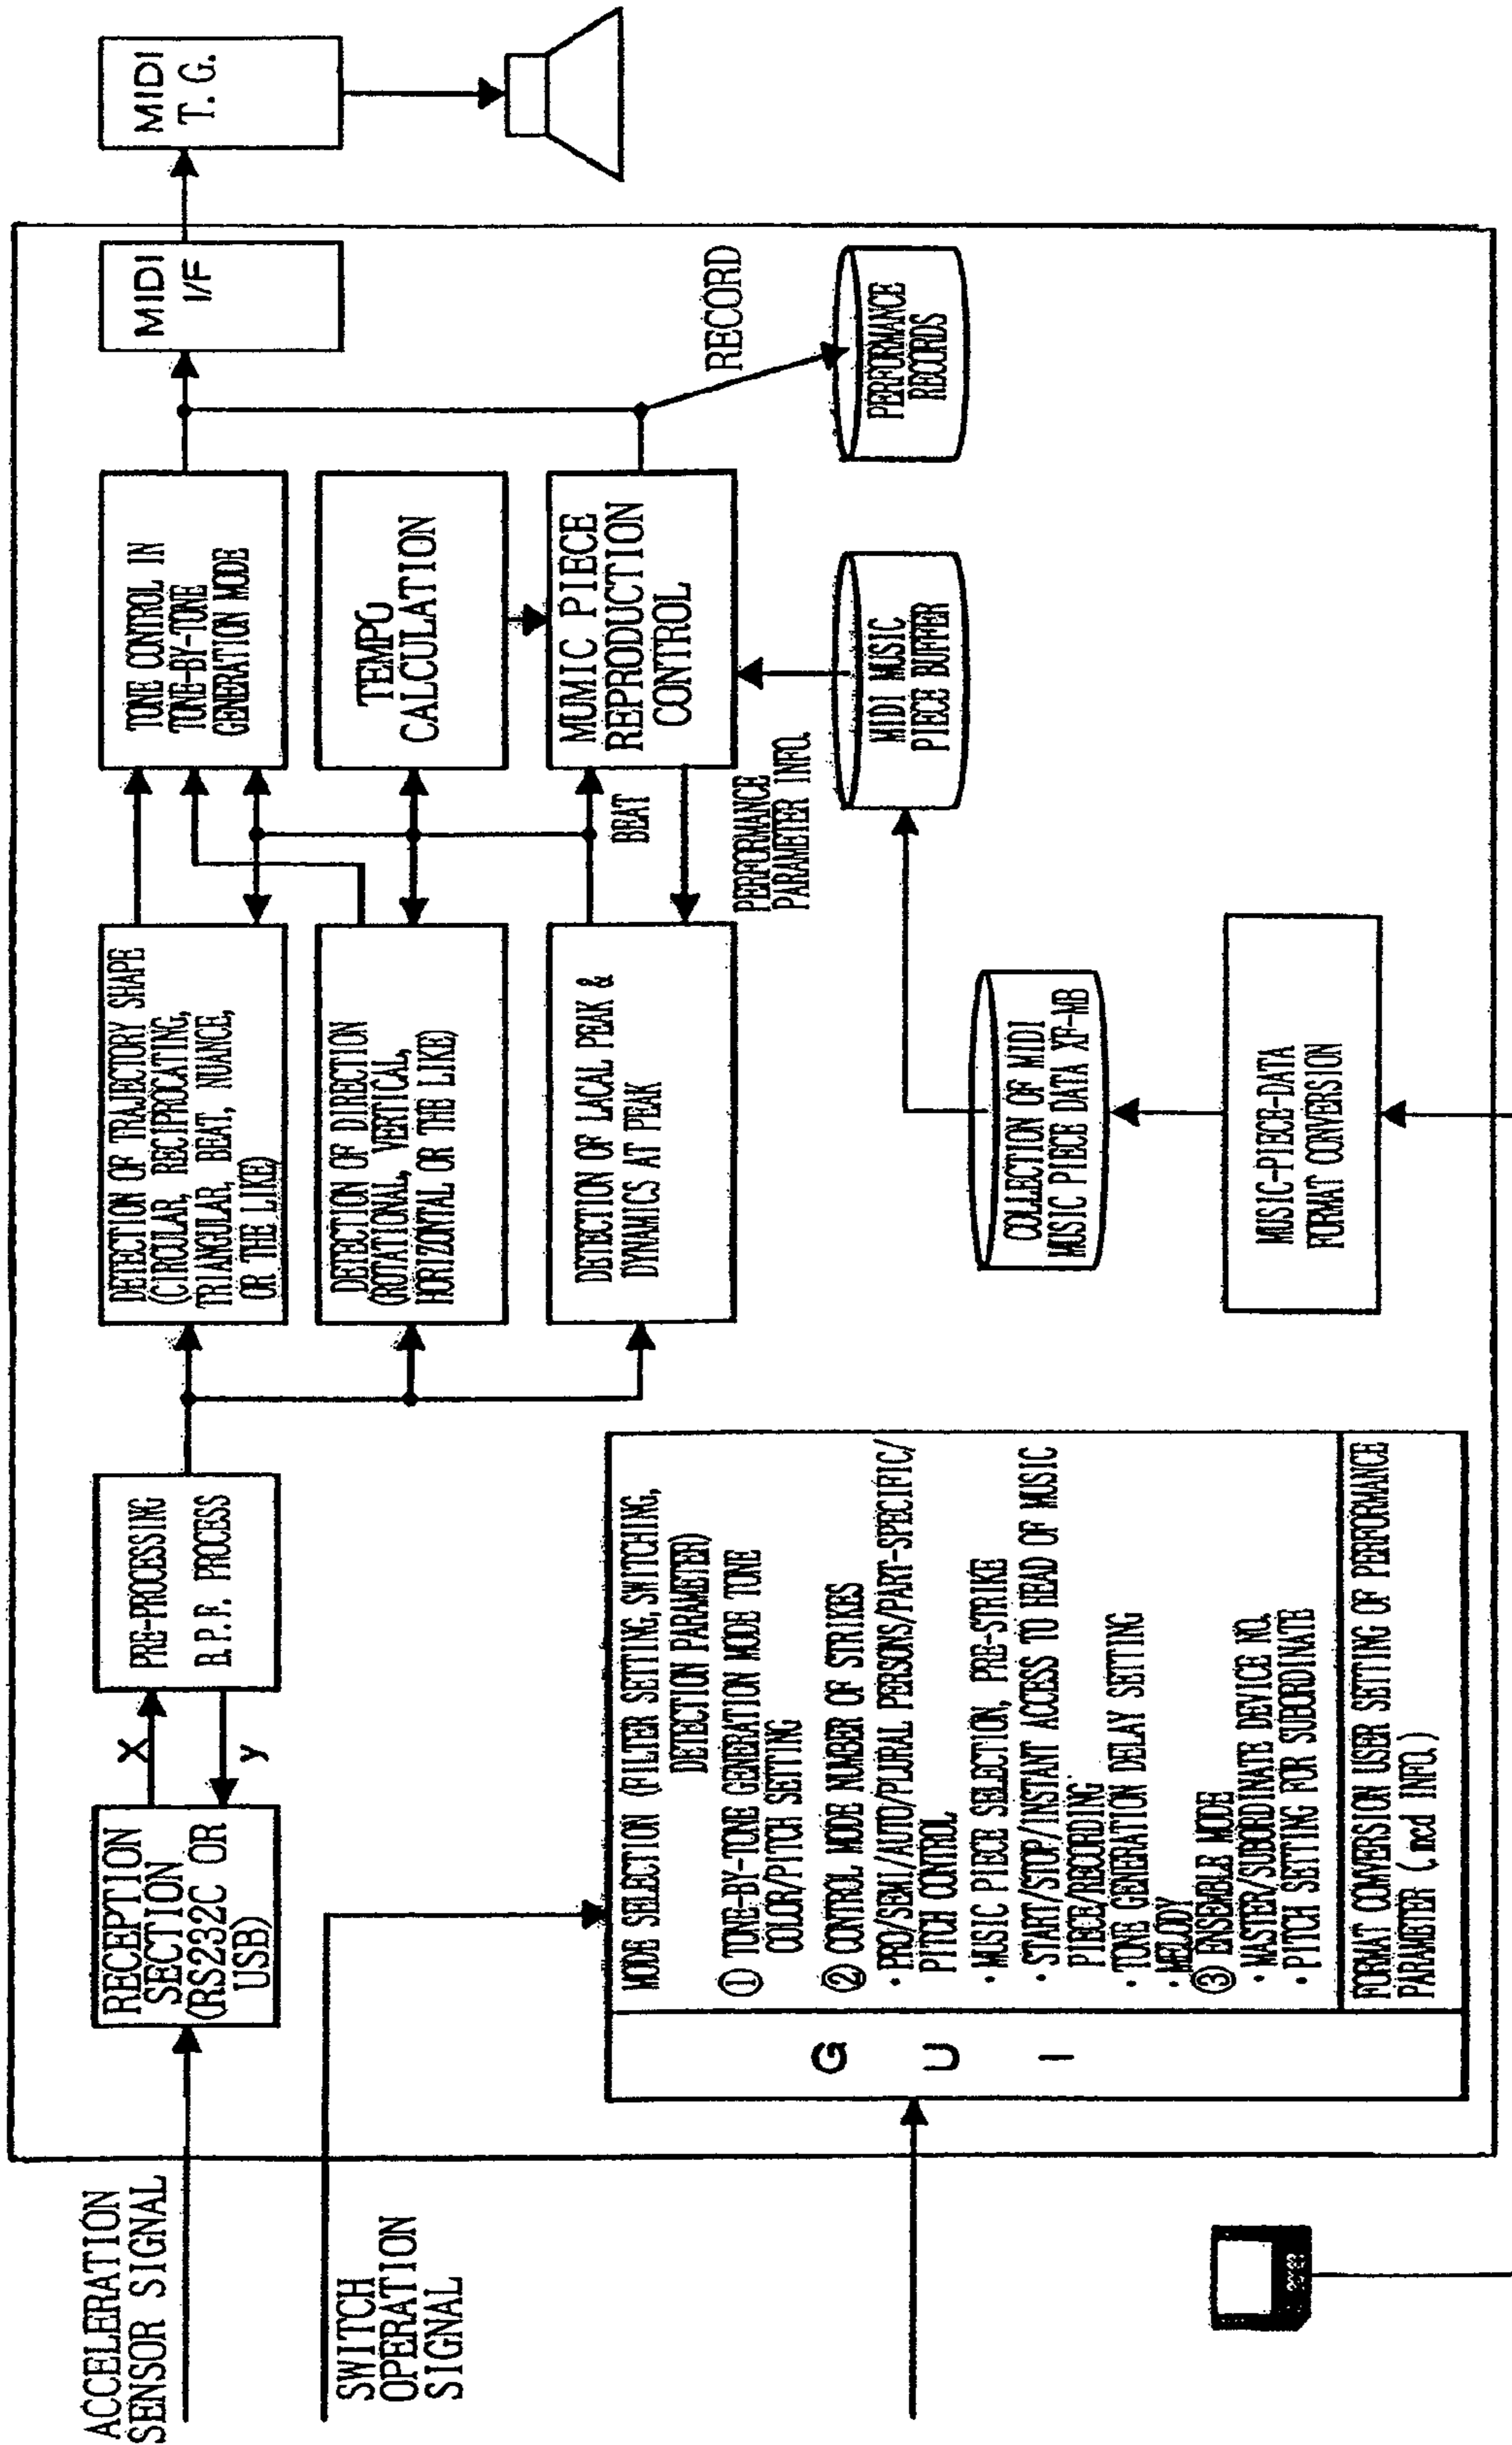 ACCELERATION
SENSOR SIGNAL
SWITCH
OPERATION
SIGNAL
RECEPTION
SECTION
(RS232C OR
USB)
X
y
PRE-PROCESSING
B.P.F. PROCESS
DETECTION OF TRAJECTORY SHAPE
(CIRCULAR, RECIPROCATING,
TRIANGULAR, BEAT, NUANCE,
OR THE LIKE)
DETECTION OF DIRECTION
(ROTATIONAL, VERTICAL,
HORIZONTAL OR THE LIKE)
DETECTION OF LACAL PEAK &
DYNAMICS AT PEAK
TONE CONTROL IN
TONE-BY-TONE
GENERATION MODE
TEMPO
CALCULATION
MUMIC PIECE
REPRODUCTION
CONTROL
BEAT
PERFORMANCE
PARAMETER INFO.
MIDI
I/F
MIDI
T. G.
RECORD
PERFORMANCE
RECORDS
MIDI MUSIC
PIECE BUFFER
COLLECTION OF MIDI
MUSIC PIECE DATA XF-MB
MUSIC-PIECE-DATA
FORMAT CONVERSION
G U I
MODE SELECTION (FILTER SETTING, SWITCHING,
DETECTION PARAMETER)
① TONE-BY-TONE GENERATION MODE TONE
COLOR/PITCH SETTING
② CONTROL MODE NUMBER OF STRIKES
・PRO/SEMI/AUTO/PLURAL PERSONS/PART-SPECIFIC/
PITCH CONTROL
・MUSIC PIECE SELECTION, PRE-STRIKE
・START/STOP/INSTANT ACCESS TO HEAD OF MUSIC
PIECE/RECORDING
・TONE GENERATION DELAY SETTING
・MELODY
③ ENSEMBLE MODE
・MASTER/SUBORDINATE DEVICE NO.
・PITCH SETTING FOR SUBORDINATE
FORMAT CONVERSION USER SETTING OF PERFORMANCE
PARAMETER (.mcd INFO.)